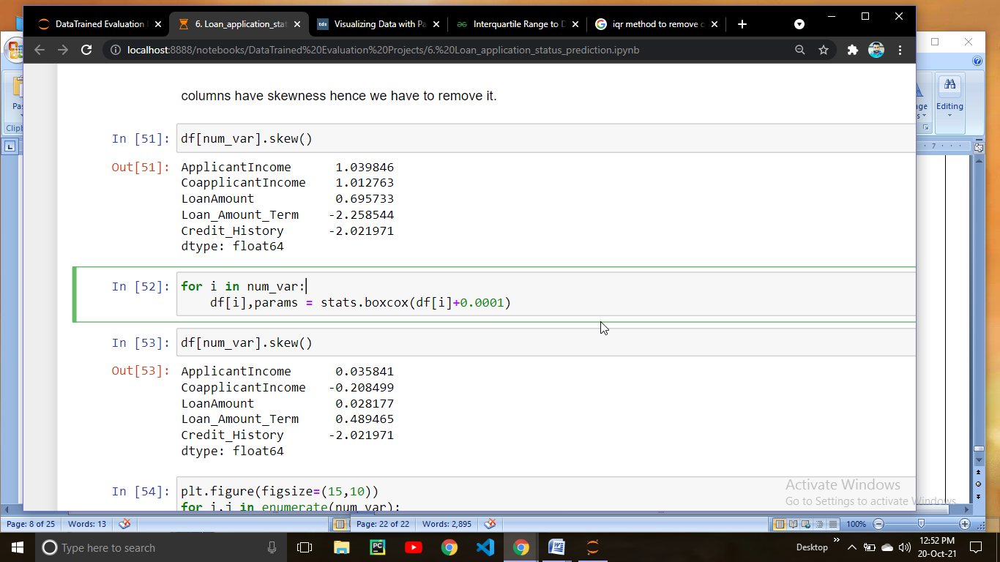 DataTrained Evaluation
6. Loan_application_stat
tds Visualizing Data with Pa
Interquartile Range to D
iqr method to remove o
localhost:8888/notebooks/DataTrained%20Evaluation%20Projects/6.%20Loan_application_status_prediction.ipynb
Pas
Clipb
ge
s
Editing
7
columns have skewness hence we have to remove it.
In [51]: df[num_var].skew()
Out[51]: ApplicantIncome 1.039846
CoapplicantIncome 1.012763
LoanAmount 0.695733
Loan_Amount_Term -2.258544
Credit_History -2.021971
dtype: float64
In [52]: for i in num_var:
df[i],params = stats.boxcox(df[i]+0.0001)
In [53]: df[num_var].skew()
Out[53]: ApplicantIncome 0.035841
CoapplicantIncome -0.208499
LoanAmount 0.028177
Loan_Amount_Term 0.489465
Credit_History -2.021971
dtype: float64
In [54]: plt.figure(figsize=(15,10))
for i,j in enumerate(num_var):
Activate Windows
Go to Settings to activate Windows.
Page: 8 of 25 Words: 13 Page: 22 of 22 Words: 2,895 100%
Type here to search
Desktop
12:52 PM
20-Oct-21